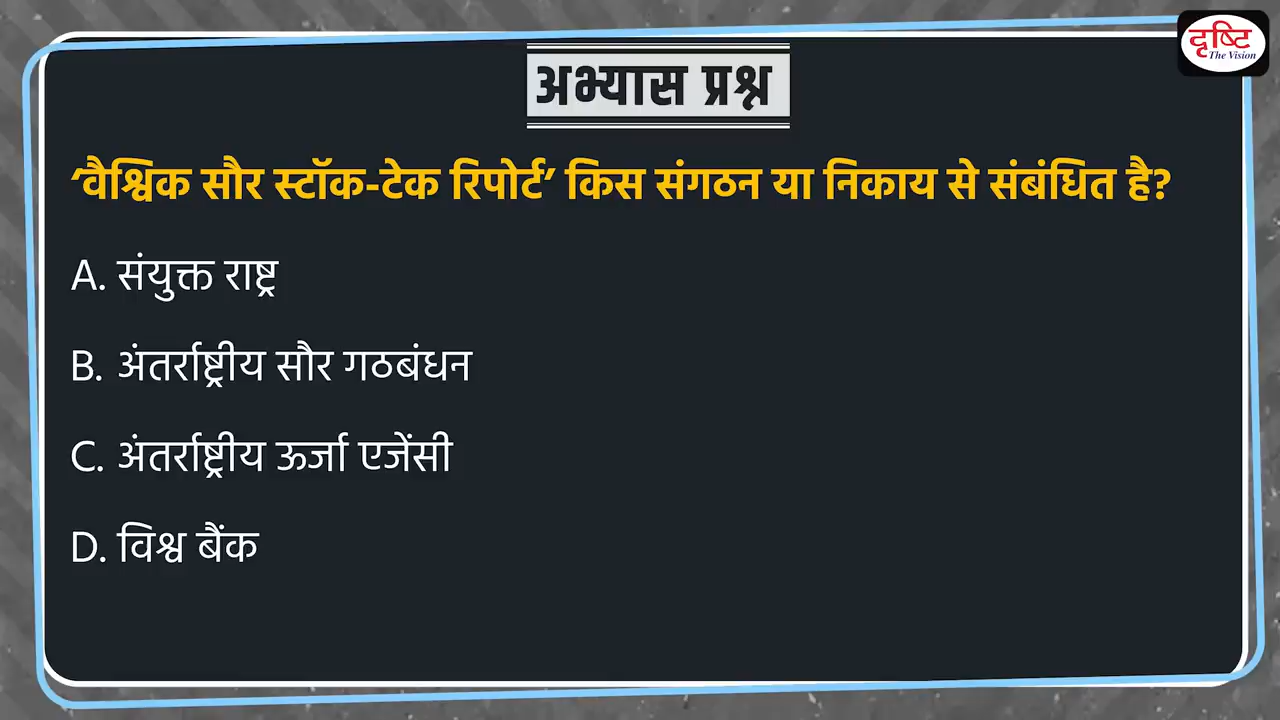 दृष्टि
The Vision
अभ्यास प्रश्न
‘वैश्विक सौर स्टॉक-टेक रिपोर्ट’ किस संगठन या निकाय से संबंधित है?
A. संयुक्त राष्ट्र
B. अंतर्राष्ट्रीय सौर गठबंधन
C. अंतर्राष्ट्रीय ऊर्जा एजेंसी
D. विश्व बैंक